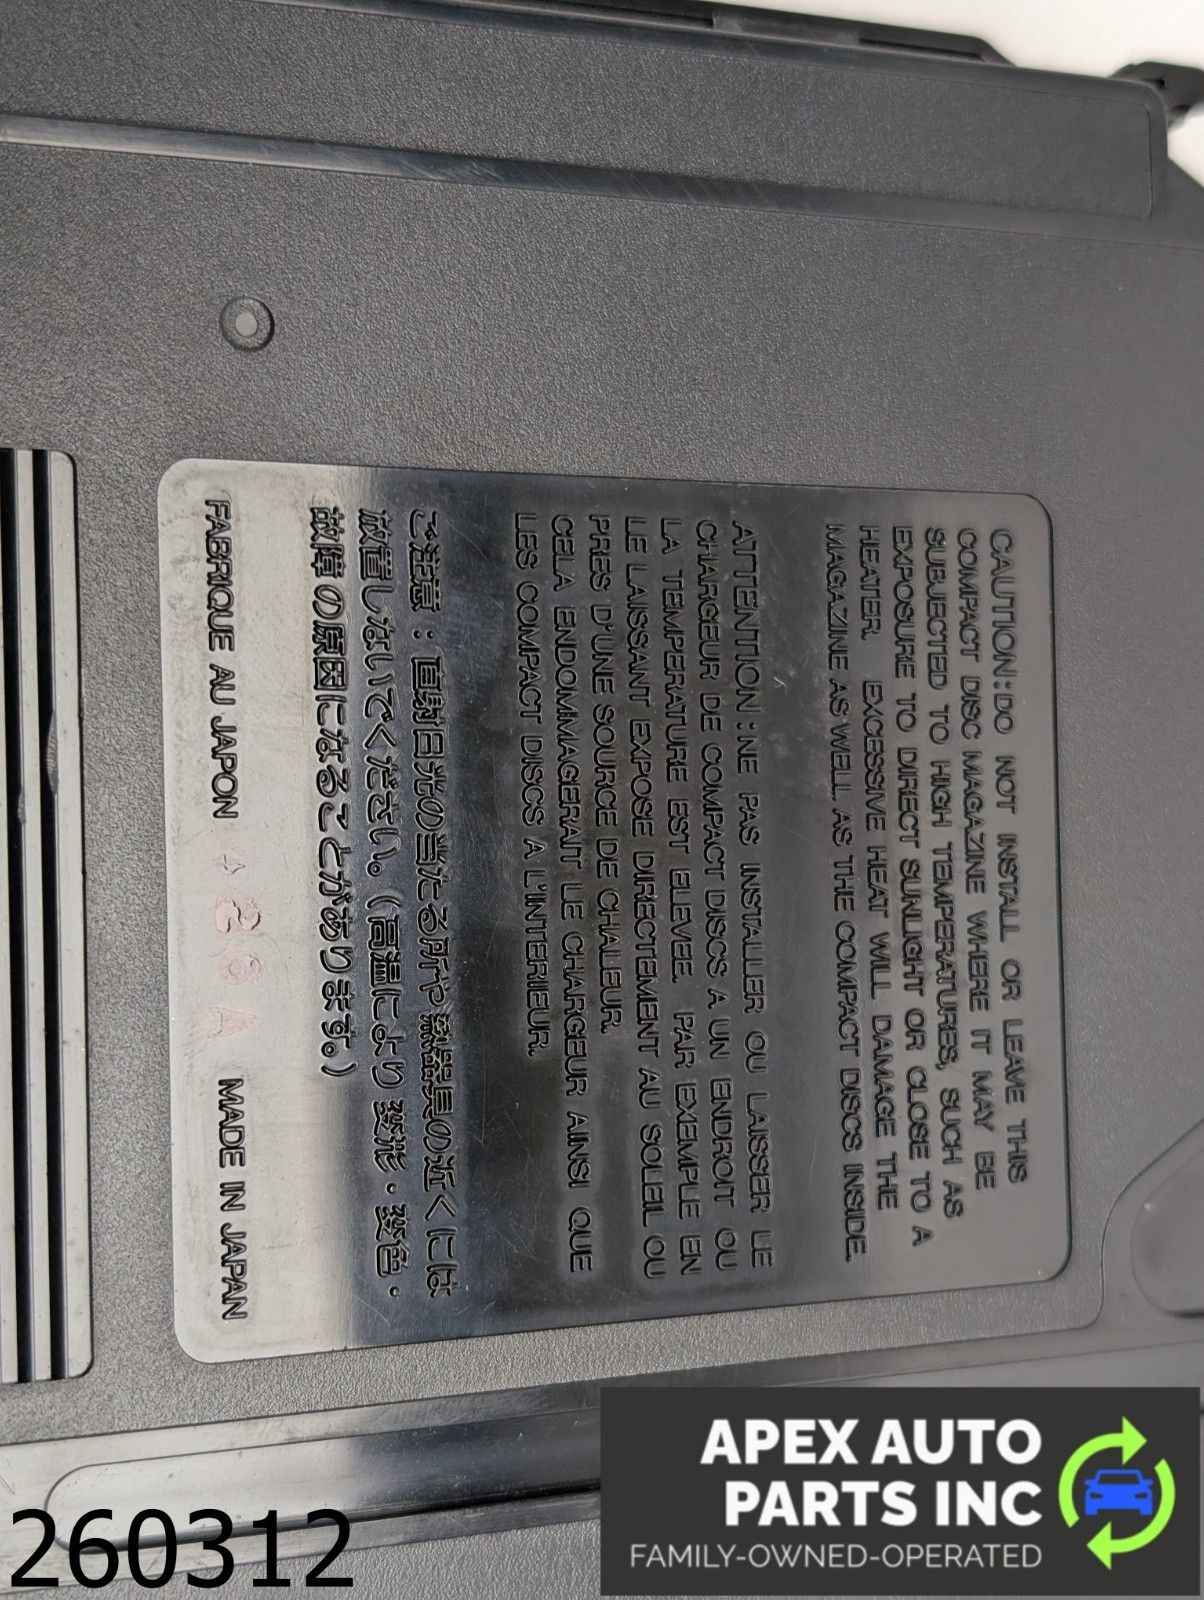 CAUTION:DO NOT INSTALL OR LEAVE THIS
COMPACT DISC MAGAZINE WHERE IT MAY BE
SUBJECTED TO HIGH TEMPERATURES, SUCH AS
EXPOSURE TO DIRECT SUNLIGHT OR CLOSE TO A
HEATER. EXCESSIVE HEAT WILL DAMAGE THE
MAGAZINE AS WELL AS THE COMPACT DISCS INSIDE.
ATTENTION:NE PAS INSTALLER OU LAISSER LE
CHARGEUR DE COMPACT DISCS A UN ENDROIT OU
LA TEMPERATURE EST ELEVEE. PAR EXEMPLE EN
LE LAISSANT EXPOSE DIRECTEMENT AU SOLEIL OU
PRES D'UNE SOURCE DE CHALEUR.
CELA ENDOMMAGERAIT LE CHARGEUR AINSI QUE
LES COMPACT DISCS A L'INTERIEUR.
ご注意：直射日光の当たる所や暖房器具の近くには
放置しないでください。(高温により変形・変色・
故障の原因になることがあります。)
FABRIQUE AU JAPON MADE IN JAPAN
APEX AUTO
PARTS INC
FAMILY-OWNED-OPERATED
260312